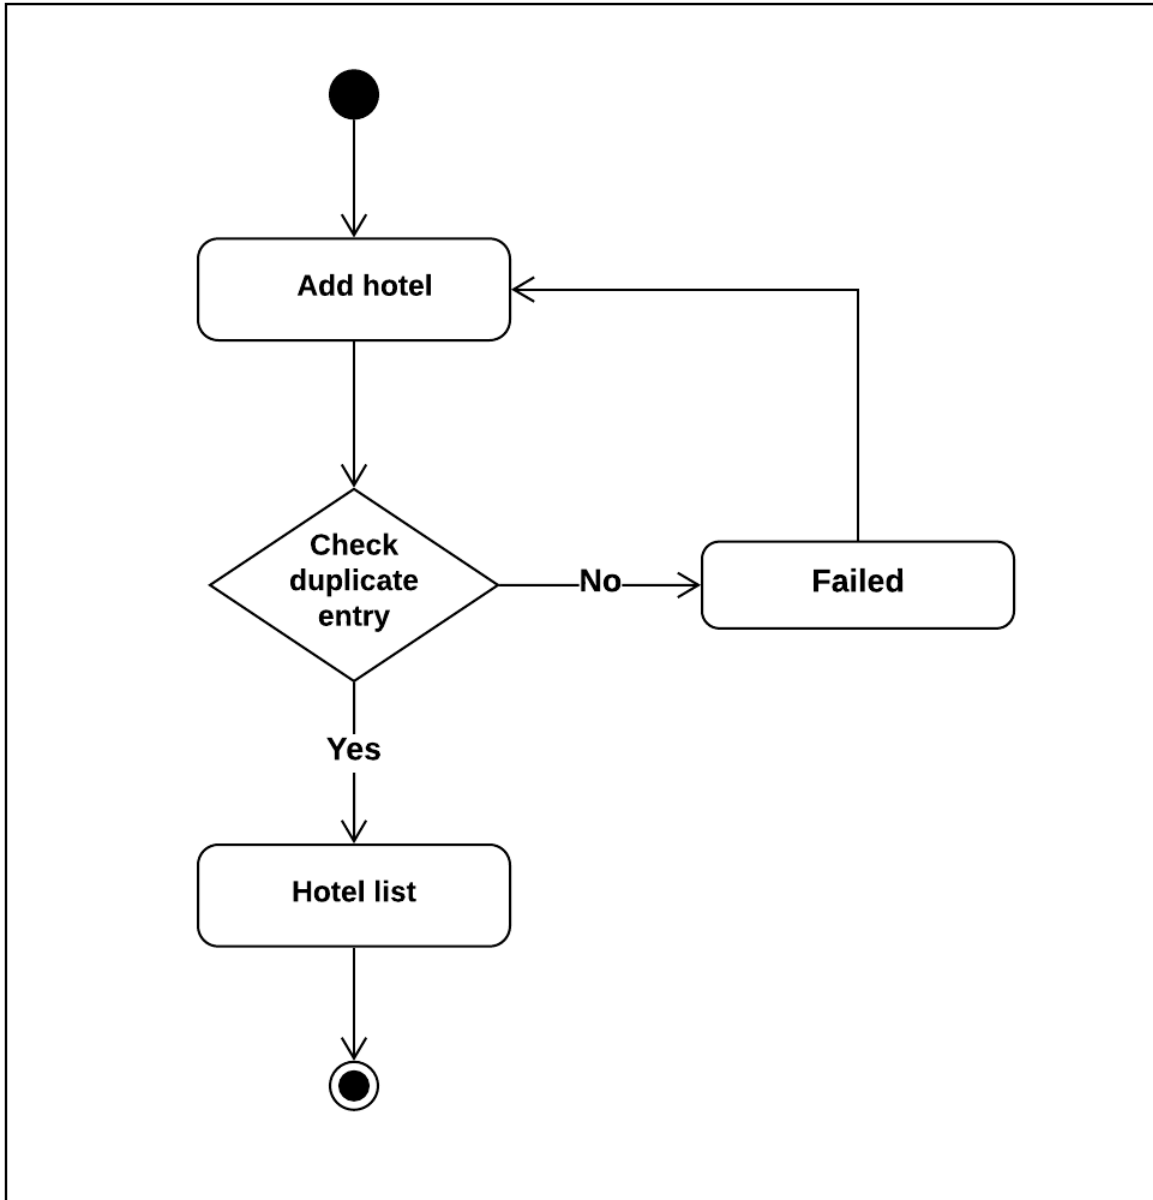 Add hotel
Check
duplicate
entry
No
Failed
Yes
Hotel list